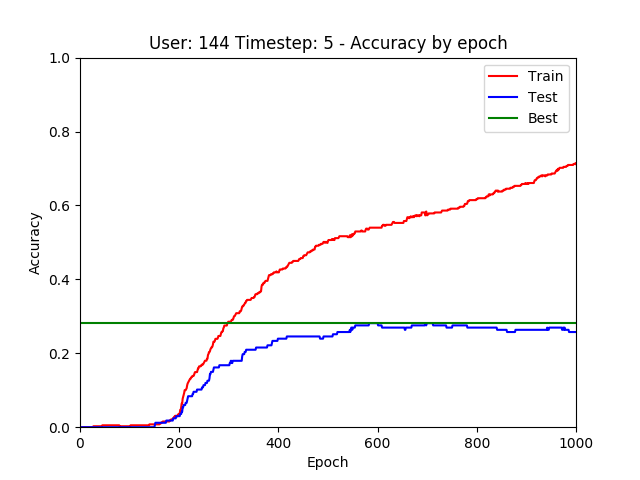 User: 144 Timestep: 5 - Accuracy by epoch
1.0
0.8
0.6
0.4
0.2
0.0
Accuracy
Train
Test
Best
0 200 400 600 800 1000
Epoch